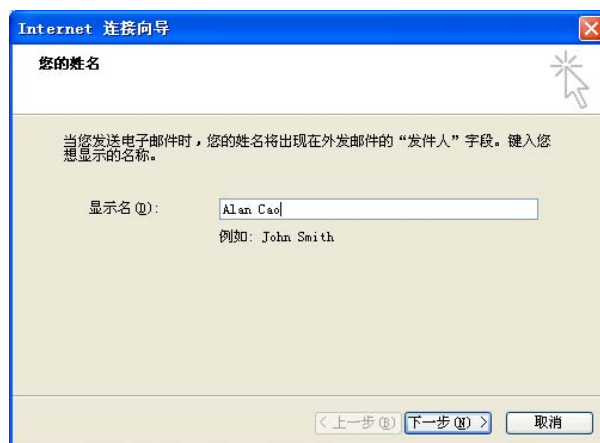 Internet 连接向导
您的姓名
当您发送电子邮件时，您的姓名将出现在外发邮件的“发件人”字段。键入您
想显示的名称。
显示名(D): Alan Cao
例如: John Smith
< 上一步(B) 下一步(N) > 取消